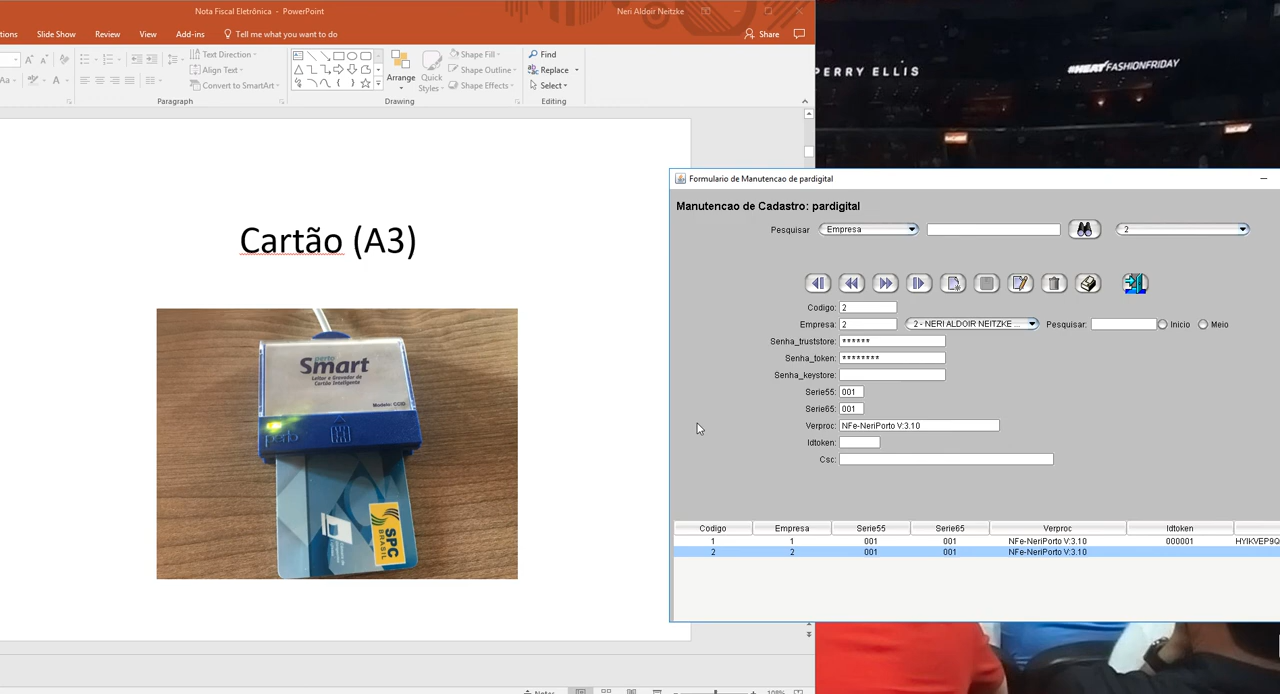 Nota Fiscal Eletrônica - PowerPoint
Neri Aldoir Neitzke
Slide Show
Review
View
Add-ins
Tell me what you want to do
Share
Text Direction
Align Text
Convert to SmartArt
Paragraph
Arrange
Quick
Styles
Shape Fill
Shape Outline
Shape Effects
Drawing
Find
Replace
Select
Editing
Cartão (A3)
perto
Smart
Leitor e Gravador de
Cartão Inteligente
Modelo: CCID
perto
SPC
BRASIL
PERRY ELLIS
#HEATFASHIONFRIDAY
Formulario de Manutencao de pardigital
Manutencao de Cadastro: pardigital
Pesquisar Empresa 2
Codigo: 2
Empresa: 2 2 - NERI ALDOIR NEITZKE ... Pesquisar: Inicio Meio
Senha_truststore: ******
Senha_token: ********
Senha_keystore:
Serie55: 001
Serie65: 001
Verproc: NFe-NeriPorto V:3.10
Idtoken:
Csc:
Codigo Empresa Serie55 Serie65 Verproc Idtoken
1 1 001 001 NFe-NeriPorto V:3.10 000001
2 2 001 001 NFe-NeriPorto V:3.10
Notes
108%